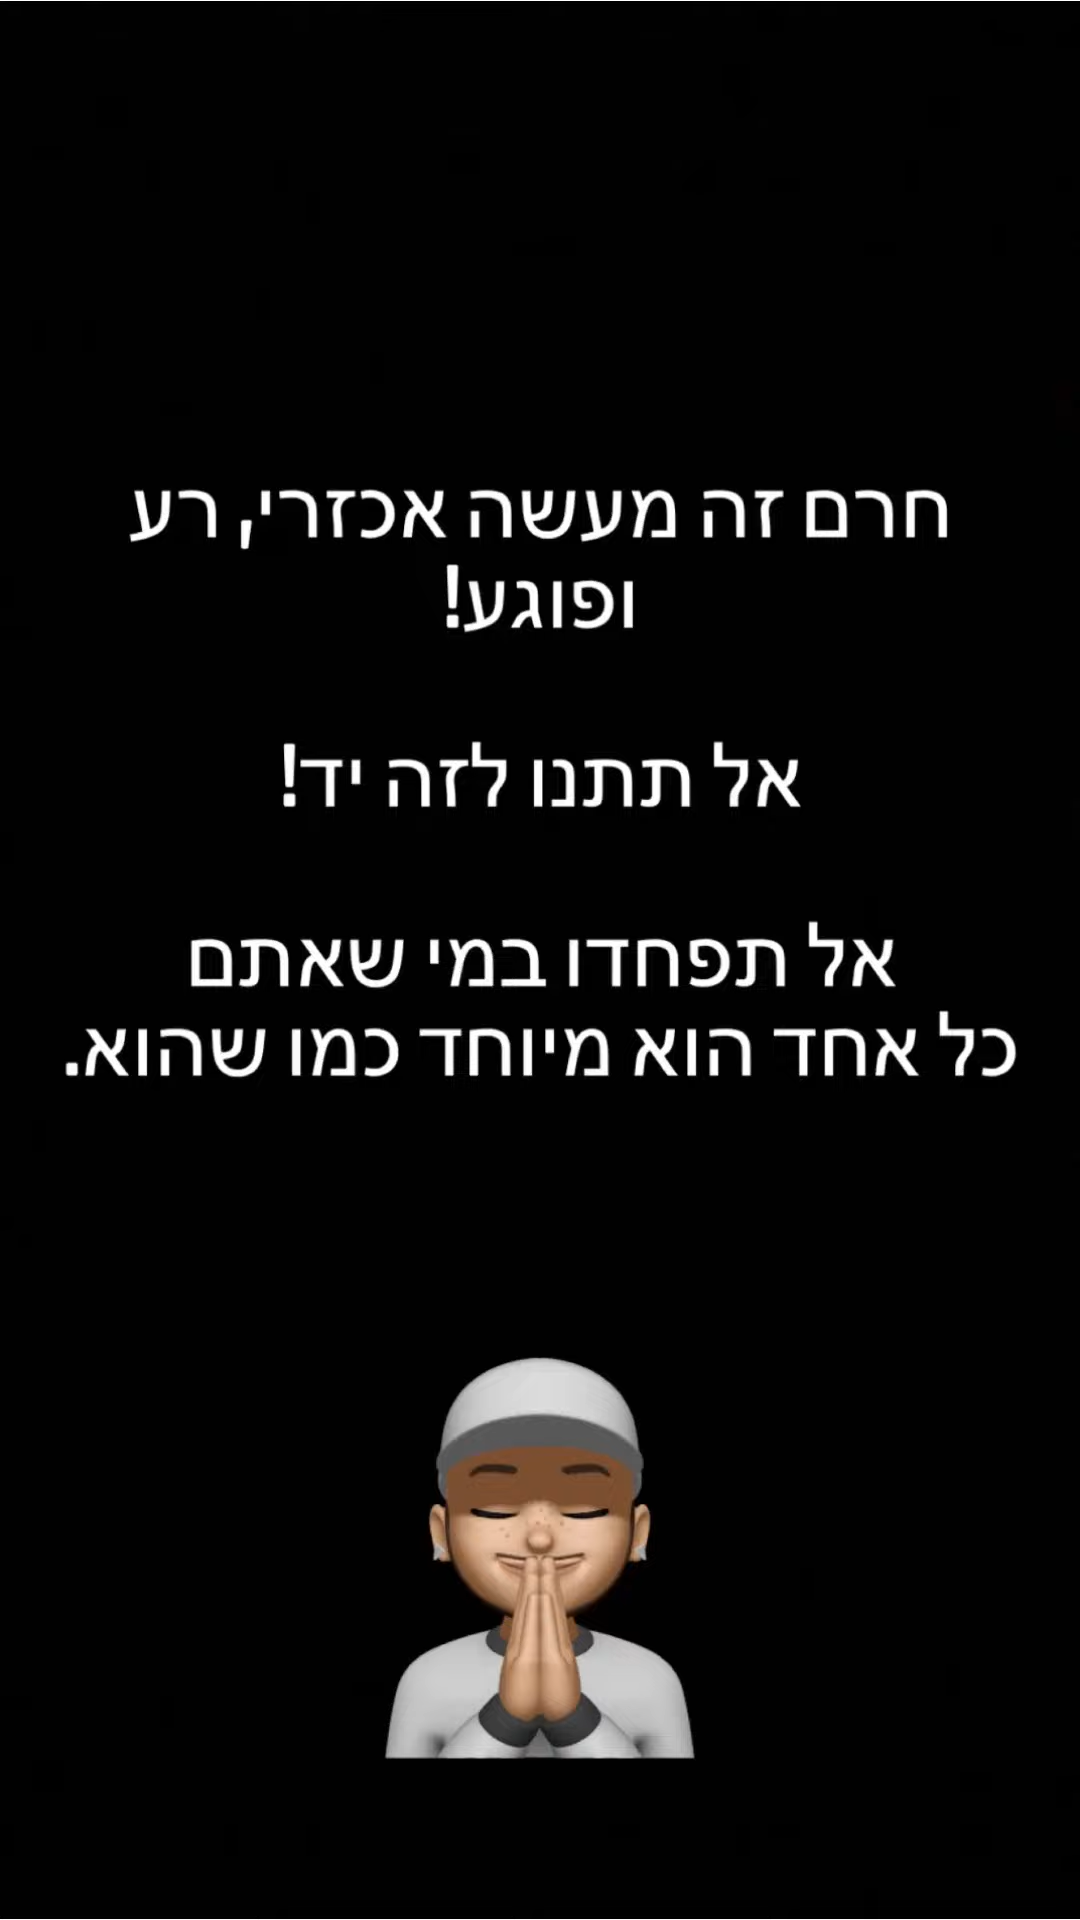 חרם זה מעשה אכזרי, רע
ופוגע!
אל תתנו לזה יד!
אל תפחדו במי שאתם
כל אחד הוא מיוחד כמו שהוא.